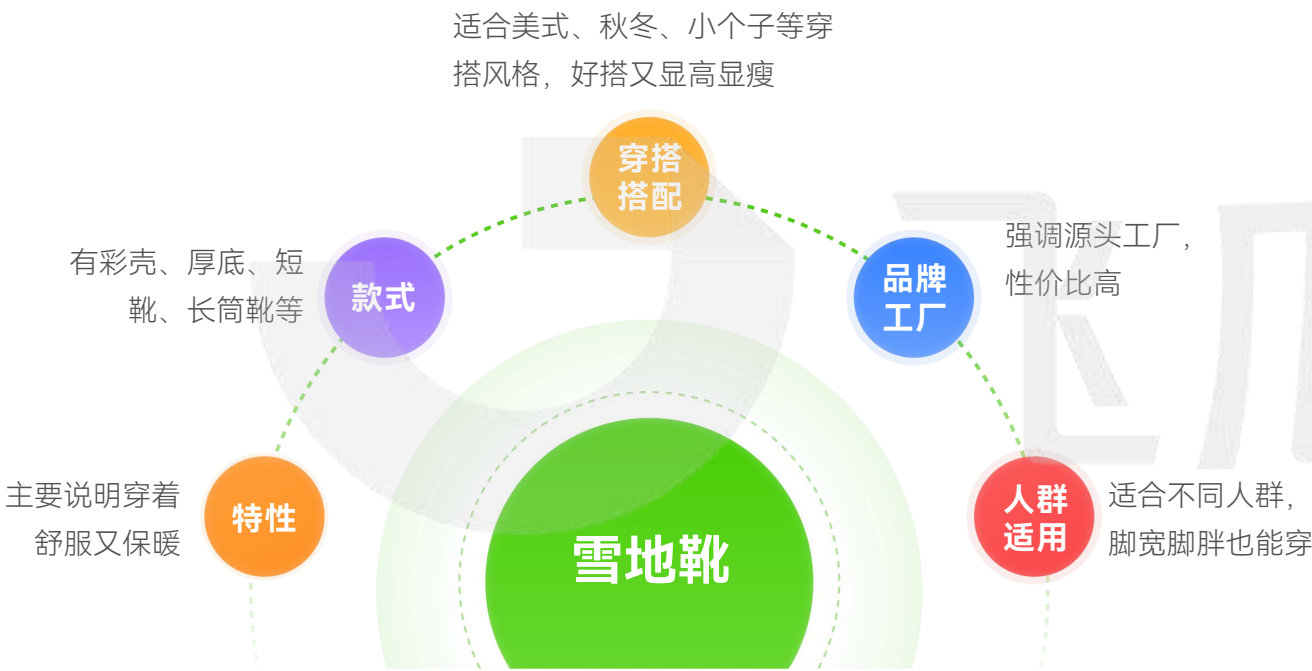 适合美式、秋冬、小个子等穿
搭风格，好搭又显高显瘦
穿搭
搭配
有彩壳、厚底、短
靴、长筒靴等
款式
品牌
工厂
强调源头工厂，
性价比高
主要说明穿着
舒服又保暖
特性
人群
适用
适合不同人群，
脚宽脚胖也能穿
雪地靴
飞瓜